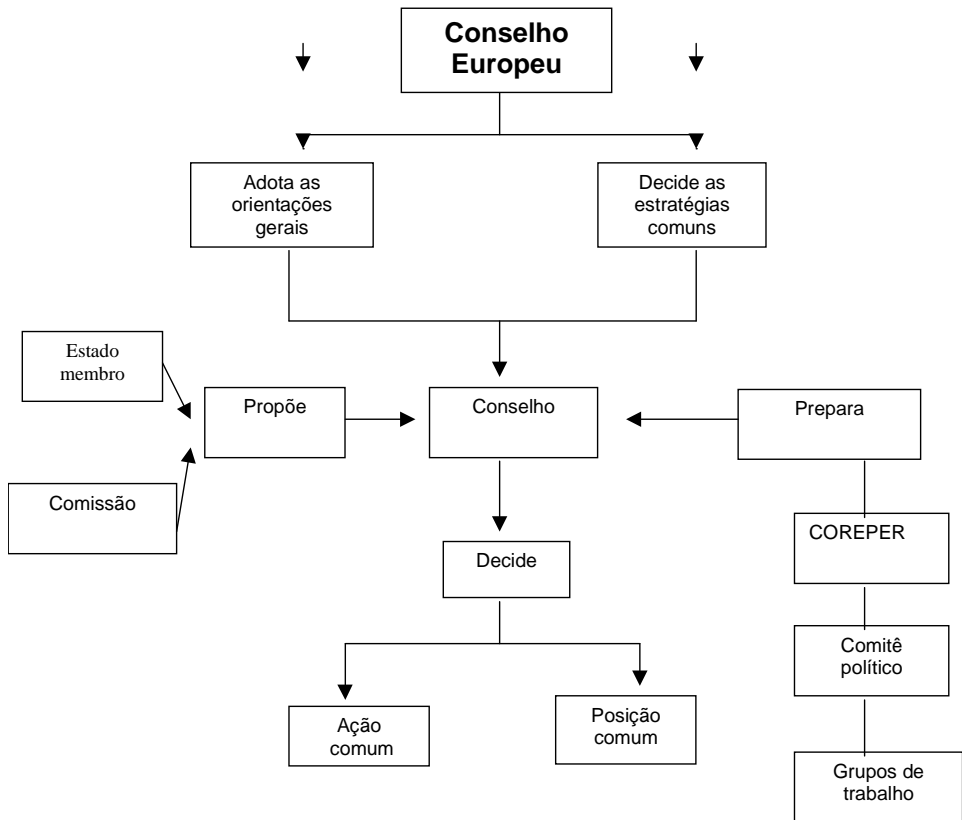 Conselho
Europeu
Adota as
orientações
gerais
Decide as
estratégias
comuns
Estado
membro
Propõe
Conselho
Prepara
Comissão
COREPER
Decide
Comitê
político
Ação
comum
Posição
comum
Grupos de
trabalho